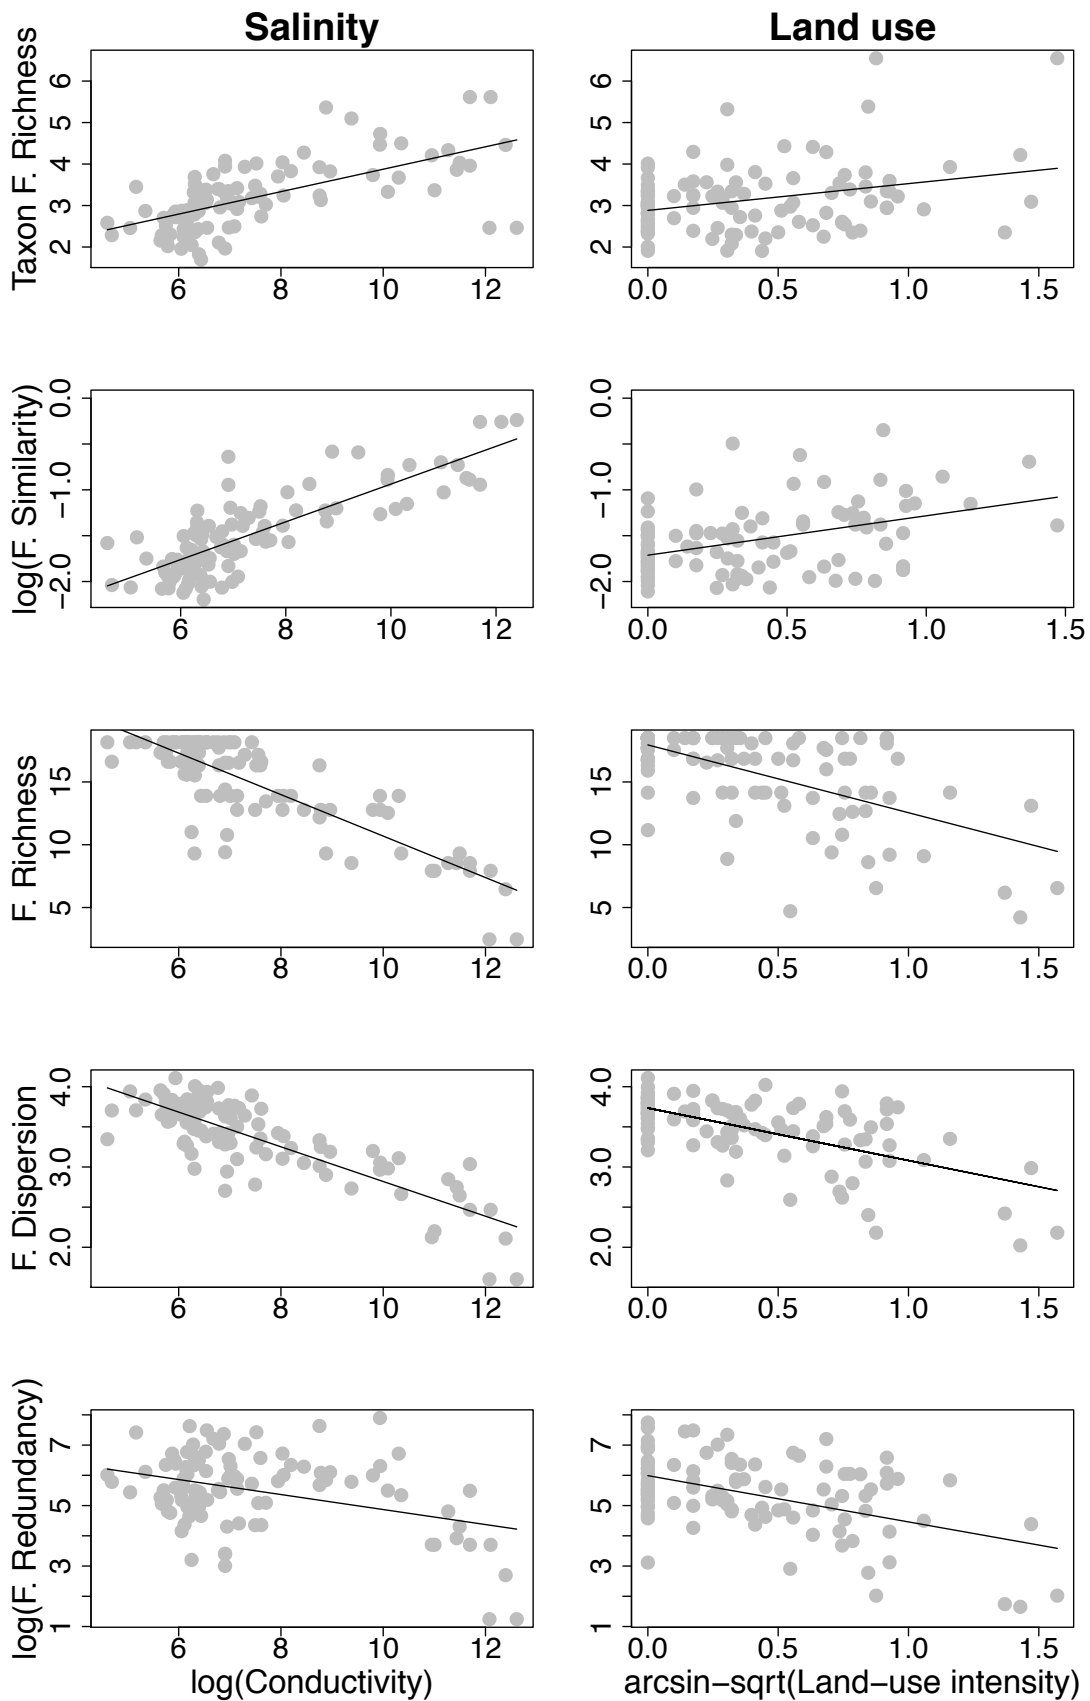 Salinity Land use
Taxon F. Richness
2 3 4 5 6
6 8 10 12
2 3 4 5 6
0.0 0.5 1.0 1.5
log(F. Similarity)
−2.0 −1.0 0.0
6 8 10 12
−2.0 −1.0 0.0
0.0 0.5 1.0 1.5
F. Richness
5 10 15
6 8 10 12
5 10 15
0.0 0.5 1.0 1.5
F. Dispersion
2.0 3.0 4.0
6 8 10 12
2.0 3.0 4.0
0.0 0.5 1.0 1.5
log(F. Redundancy)
1 3 5 7
6 8 10 12
1 3 5 7
0.0 0.5 1.0 1.5
log(Conductivity) arcsin−sqrt(Land−use intensity)